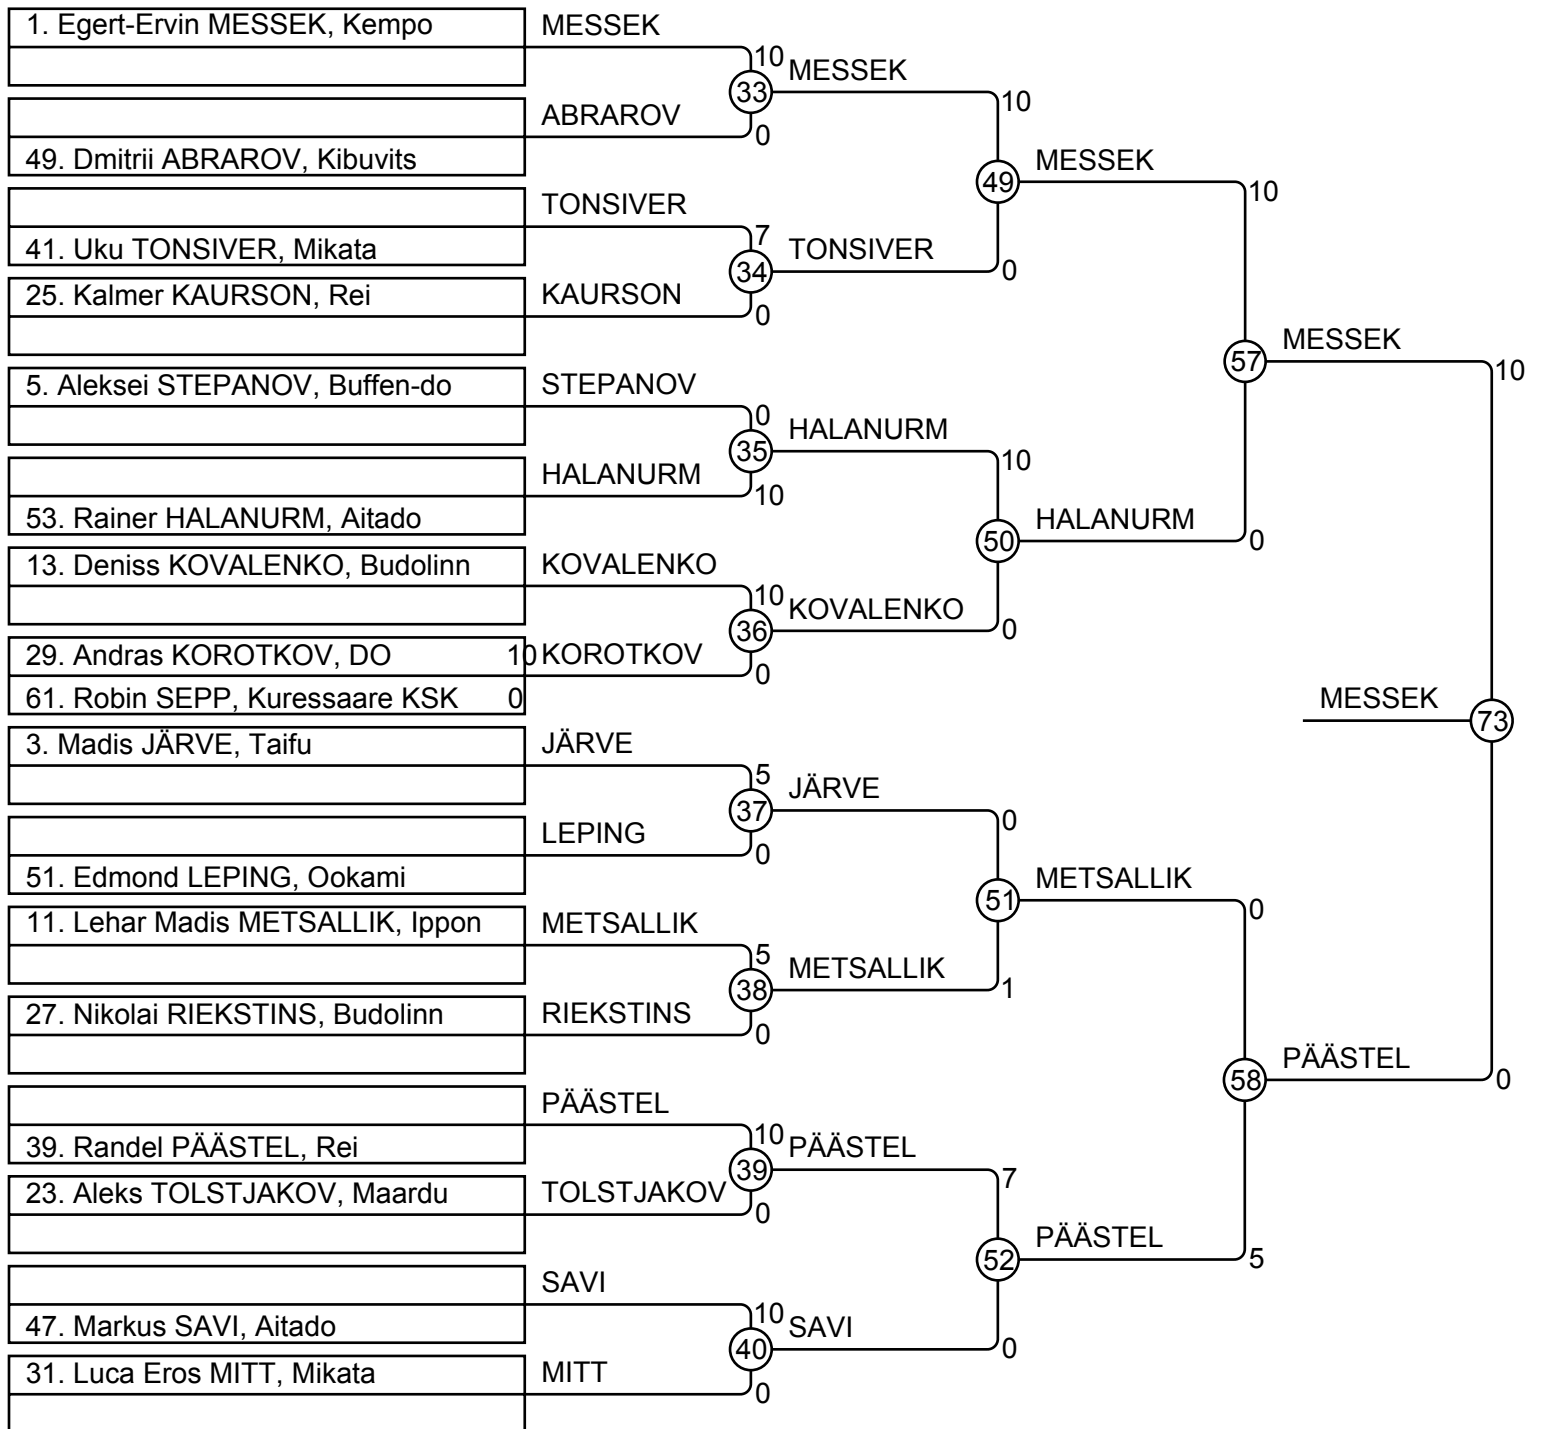 1. Egert-Ervin MESSEK, Kempo
MESSEK
10
33
MESSEK
10
ABRAROV
0
49. Dmitrii ABRAROV, Kibuvits
49
MESSEK
10
TONSIVER
7
41. Uku TONSIVER, Mikata
34
TONSIVER
0
25. Kalmer KAURSON, Rei
KAURSON
0
57
MESSEK
10
5. Aleksei STEPANOV, Buffen-do
STEPANOV
0
35
HALANURM
10
HALANURM
10
53. Rainer HALANURM, Aitado
50
HALANURM
0
13. Deniss KOVALENKO, Budolinn
KOVALENKO
10
36
KOVALENKO
0
29. Andras KOROTKOV, DO 10
KOROTKOV
0
61. Robin SEPP, Kuressaare KSK 0
MESSEK
73
3. Madis JÄRVE, Taifu
JÄRVE
5
37
JÄRVE
0
LEPING
0
51. Edmond LEPING, Ookami
51
METSALLIK
0
11. Lehar Madis METSALLIK, Ippon
METSALLIK
5
38
METSALLIK
1
27. Nikolai RIEKSTINS, Budolinn
RIEKSTINS
0
58
PÄÄSTEL
0
PÄÄSTEL
10
39. Randel PÄÄSTEL, Rei
39
PÄÄSTEL
7
23. Aleks TOLSTJAKOV, Maardu
TOLSTJAKOV
0
52
PÄÄSTEL
5
SAVI
10
47. Markus SAVI, Aitado
40
SAVI
0
31. Luca Eros MITT, Mikata
MITT
0